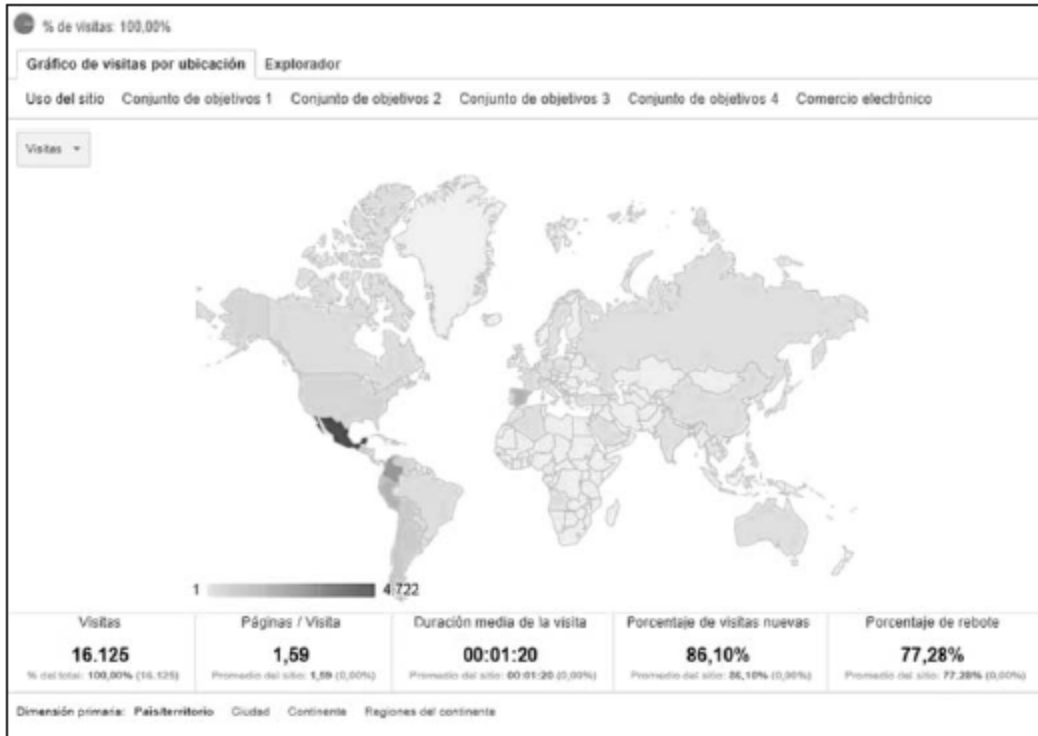 % de visitas: 100,00%
Gráfico de visitas por ubicación Explorador
Uso del sitio Conjunto de objetivos 1 Conjunto de objetivos 2 Conjunto de objetivos 3 Conjunto de objetivos 4 Comercio electrónico
Visitas
1 4.722
Visitas Páginas / Visita Duración media de la visita Porcentaje de visitas nuevas Porcentaje de rebote
16.125 1,59 00:01:20 86,10% 77,28%
% del total: 100,00% (16.125) Promedio del sitio: 1,59 (0,00%) Promedio del sitio: 00:01:20 (0,00%) Promedio del sitio: 86,10% (0,00%) Promedio del sitio: 77,28% (0,00%)
Dimensión primaria: País/territorio Ciudad Continente Regiones del continente